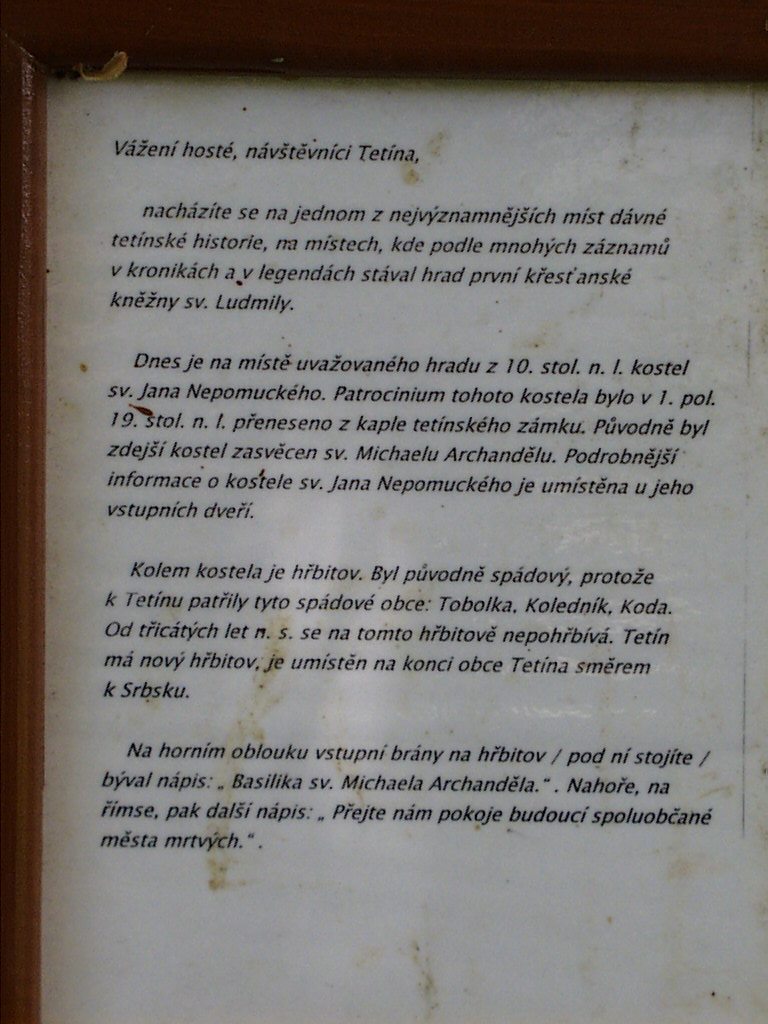 Vážení hosté, návštěvníci Tetína,
nacházíte se na jednom z nejvýznamnějších míst dávné
tetínské historie, na místech, kde podle mnohých záznamů
v kronikách a v legendách stával hrad první křesťanské
kněžny sv. Ludmily.
Dnes je na místě uvažovaného hradu z 10. stol. n. l. kostel
sv. Jana Nepomuckého. Patrocinium tohoto kostela bylo v 1. pol.
19. stol. n. l. přeneseno z kaple tetínského zámku. Původně byl
zdejší kostel zasvěcen sv. Michaelu Archandělu. Podrobnější
informace o kostele sv. Jana Nepomuckého je umístěna u jeho
vstupních dveří.
Kolem kostela je hřbitov. Byl původně spádový, protože
k Tetínu patřily tyto spádové obce: Tobolka, Koledník, Koda.
Od třicátých let n. s. se na tomto hřbitově nepohřbívá. Tetín
má nový hřbitov, je umístěn na konci obce Tetína směrem
k Srbsku.
Na horním oblouku vstupní brány na hřbitov / pod ní stojíte /
býval nápis: „ Basilika sv. Michaela Archanděla.“ . Nahoře, na
římse, pak další nápis: „ Přejte nám pokoje budoucí spoluobčané
města mrtvých.“ .